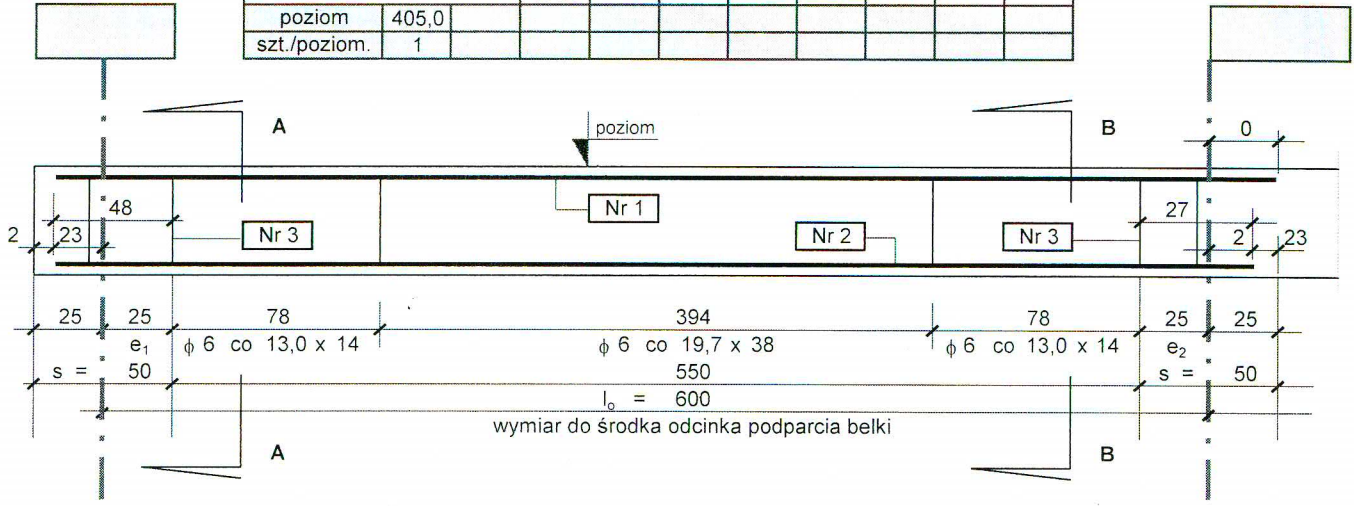 poziom 405,0
szt./poziom. 1
A B 0
poziom
48 Nr 1 27
2 23 Nr 3 Nr 2 Nr 3 2 23
25 25 78 394 78 25 25
e₁ ϕ 6 co 13,0 x 14 ϕ 6 co 19,7 x 38 ϕ 6 co 13,0 x 14 e₂
s = 50 550 s = 50
lₒ = 600
wymiar do środka odcinka podparcia belki
A B